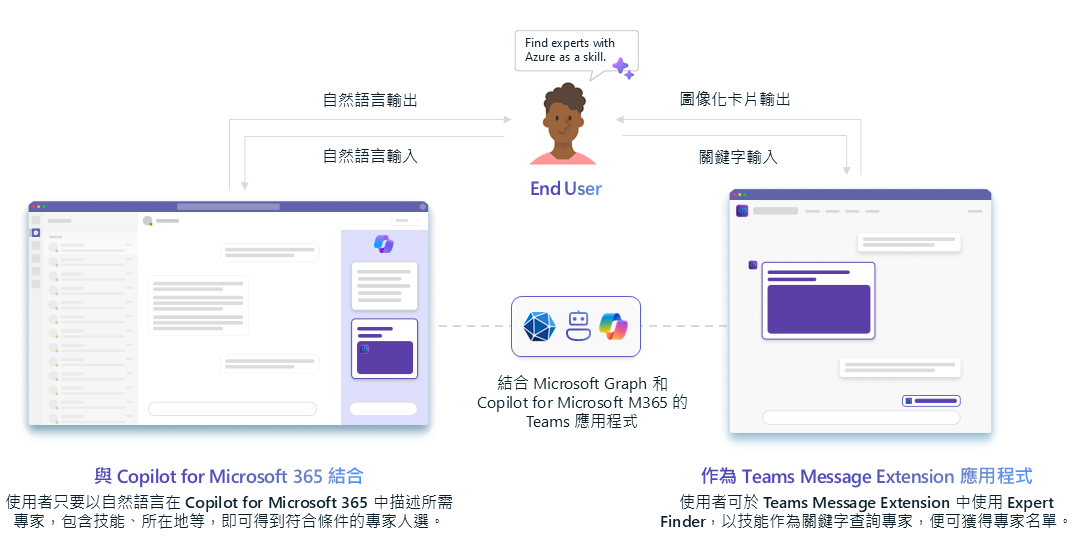 Find experts with
Azure as a skill.
自然語言輸出
圖像化卡片輸出
自然語言輸入
關鍵字輸入
End User
結合 Microsoft Graph 和
Copilot for Microsoft M365 的
Teams 應用程式
與 Copilot for Microsoft 365 結合
使用者只要以自然語言在 Copilot for Microsoft 365 中描述所需
專家，包含技能、所在地等，即可得到符合條件的專家人選。
作為 Teams Message Extension 應用程式
使用者可於 Teams Message Extension 中使用 Expert
Finder，以技能作為關鍵字查詢專家，便可獲得專家名單。